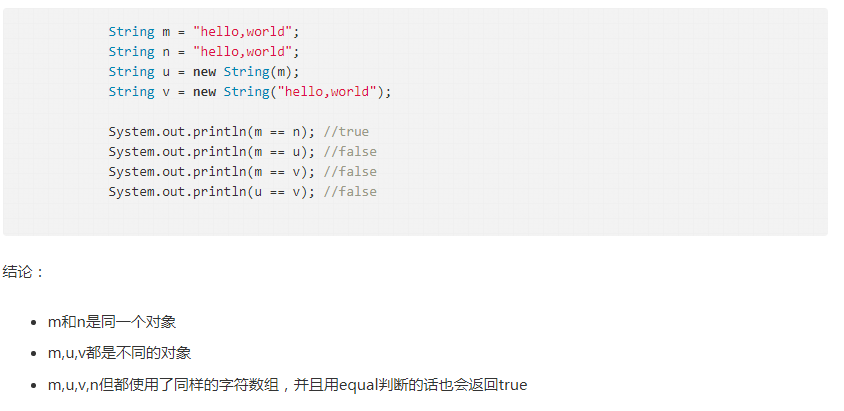 String m = "hello,world";
String n = "hello,world";
String u = new String(m);
String v = new String("hello,world");
System.out.println(m == n); //true
System.out.println(m == u); //false
System.out.println(m == v); //false
System.out.println(u == v); //false
结论：
• m和n是同一个对象
• m,u,v都是不同的对象
• m,u,v,n但都使用了同样的字符数组，并且用equal判断的话也会返回true